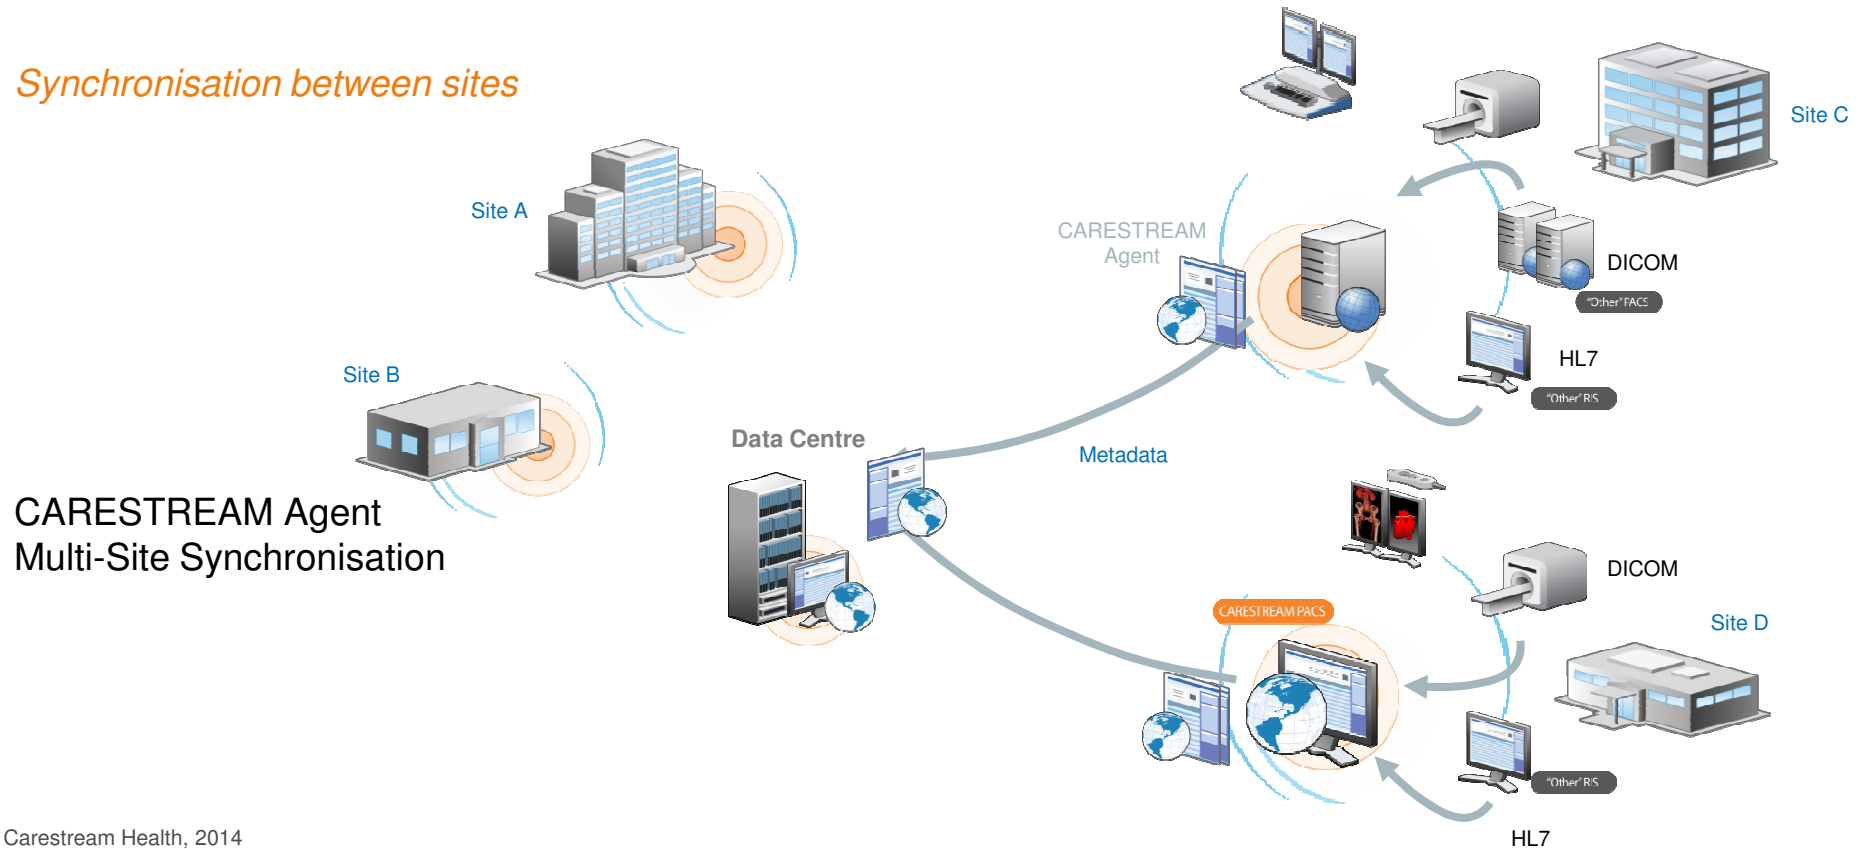 Synchronisation between sites
Site C
Site A
CARESTREAM
Agent
DICOM
"Other" PACS
HL7
"Other" RIS
Site B
Data Centre
Metadata
CARESTREAM Agent
Multi-Site Synchronisation
DICOM
CARESTREAM PACS
Site D
"Other" RIS
HL7
Carestream Health, 2014